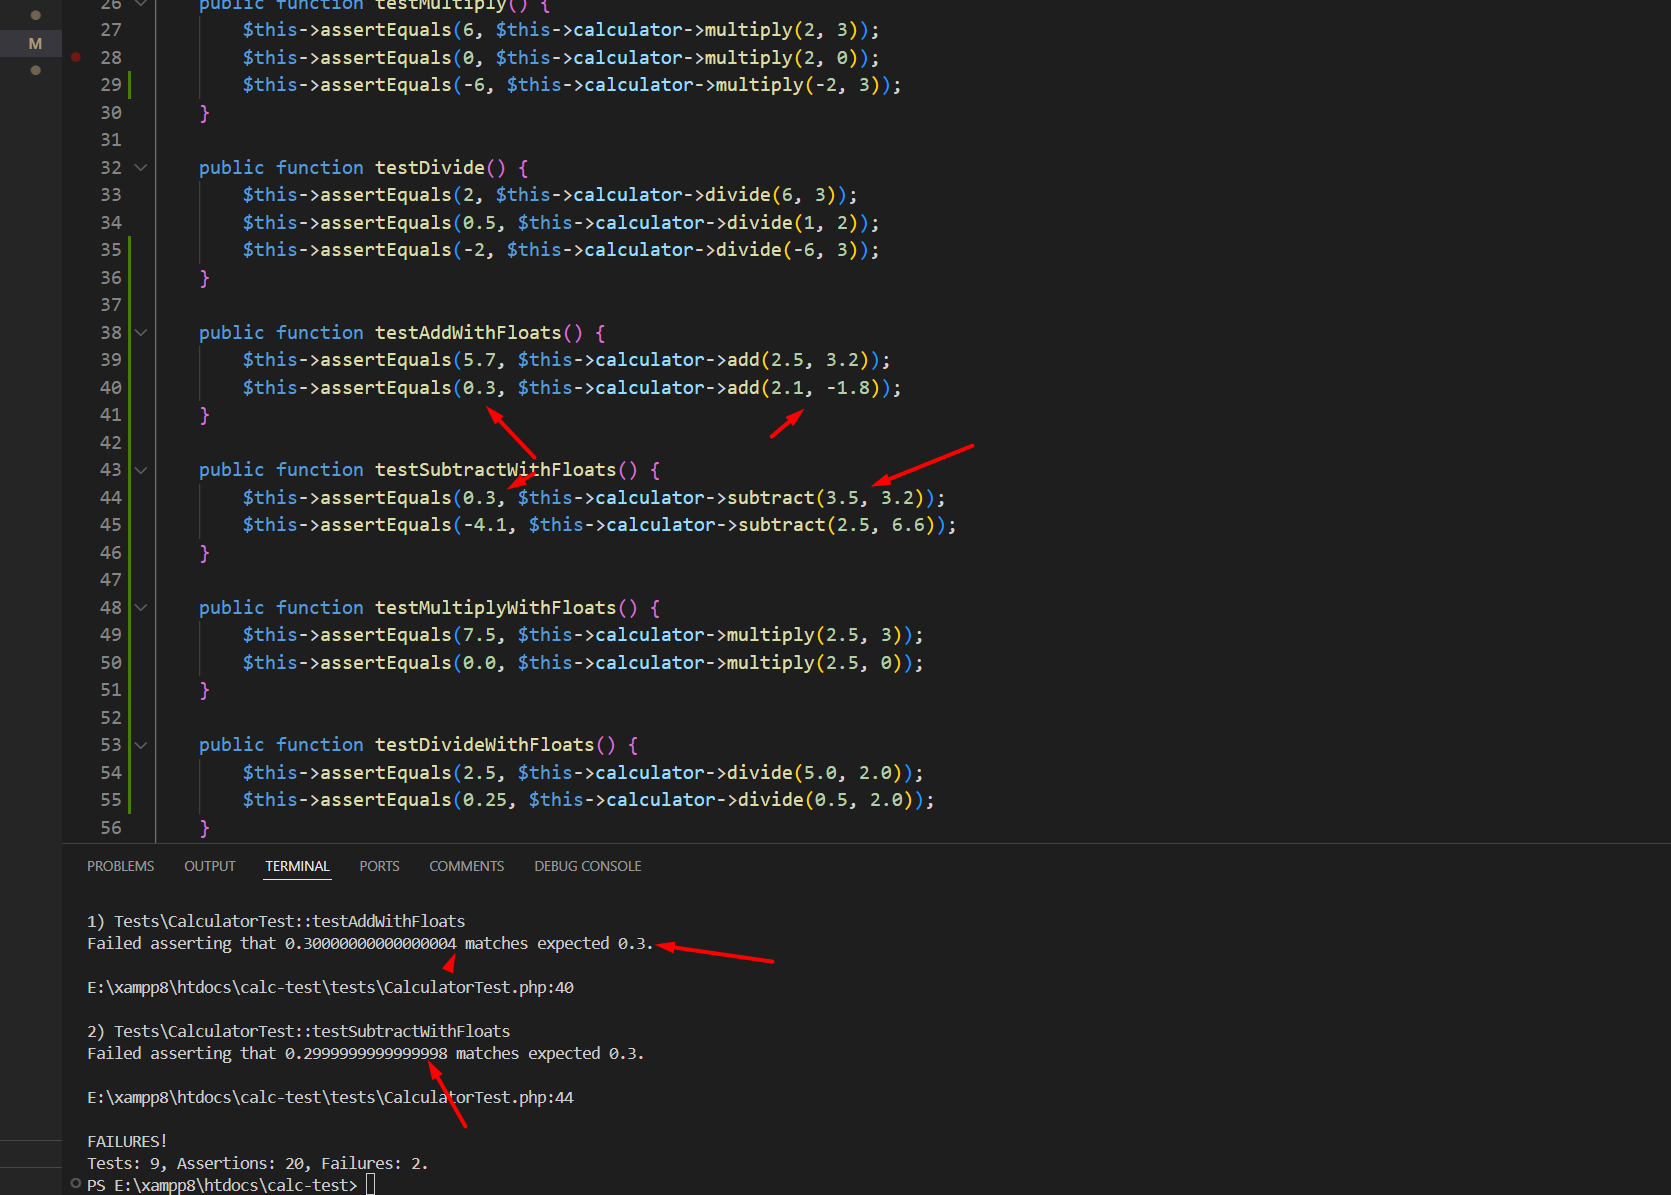 26 public function testMultiply() {
27 $this->assertEquals(6, $this->calculator->multiply(2, 3));
M
28 $this->assertEquals(0, $this->calculator->multiply(2, 0));
29 $this->assertEquals(-6, $this->calculator->multiply(-2, 3));
30 }
31
32 public function testDivide() {
33 $this->assertEquals(2, $this->calculator->divide(6, 3));
34 $this->assertEquals(0.5, $this->calculator->divide(1, 2));
35 $this->assertEquals(-2, $this->calculator->divide(-6, 3));
36 }
37
38 public function testAddWithFloats() {
39 $this->assertEquals(5.7, $this->calculator->add(2.5, 3.2));
40 $this->assertEquals(0.3, $this->calculator->add(2.1, -1.8));
41 }
42
43 public function testSubtractWithFloats() {
44 $this->assertEquals(0.3, $this->calculator->subtract(3.5, 3.2));
45 $this->assertEquals(-4.1, $this->calculator->subtract(2.5, 6.6));
46 }
47
48 public function testMultiplyWithFloats() {
49 $this->assertEquals(7.5, $this->calculator->multiply(2.5, 3));
50 $this->assertEquals(0.0, $this->calculator->multiply(2.5, 0));
51 }
52
53 public function testDivideWithFloats() {
54 $this->assertEquals(2.5, $this->calculator->divide(5.0, 2.0));
55 $this->assertEquals(0.25, $this->calculator->divide(0.5, 2.0));
56 }
PROBLEMS OUTPUT TERMINAL PORTS COMMENTS DEBUG CONSOLE
1) Tests\CalculatorTest::testAddWithFloats
Failed asserting that 0.30000000000000004 matches expected 0.3.
E:\xampp8\htdocs\calc-test\tests\CalculatorTest.php:40
2) Tests\CalculatorTest::testSubtractWithFloats
Failed asserting that 0.2999999999999998 matches expected 0.3.
E:\xampp8\htdocs\calc-test\tests\CalculatorTest.php:44
FAILURES!
Tests: 9, Assertions: 20, Failures: 2.
PS E:\xampp8\htdocs\calc-test>